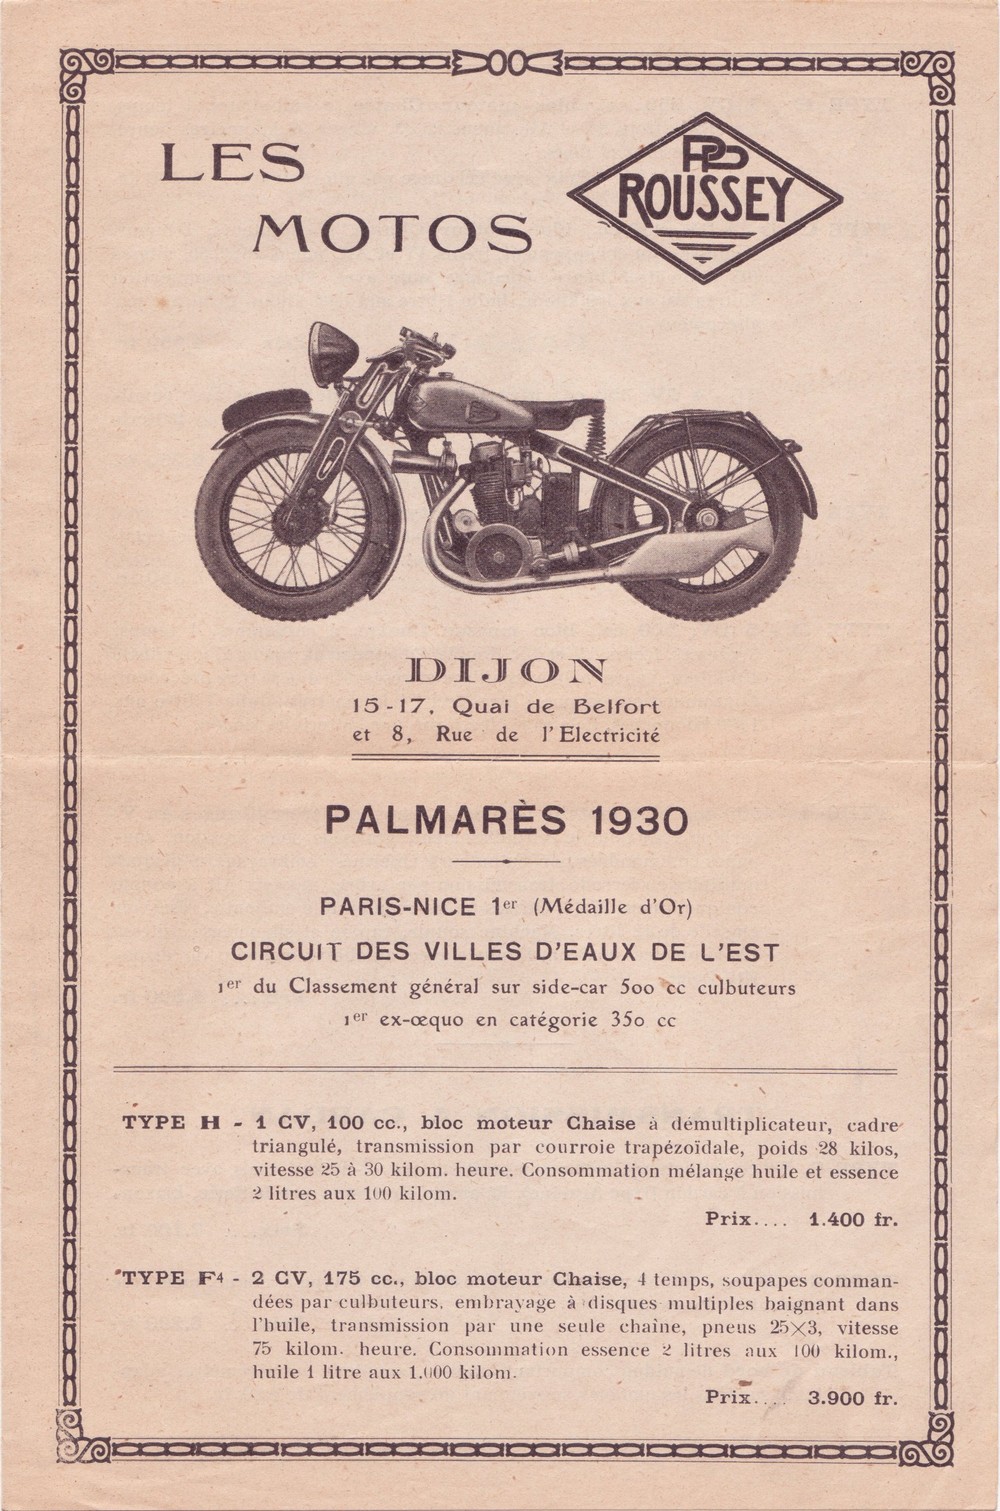 LES
MOTOS
PP
ROUSSEY
DIJON
15-17, Quai de Belfort
et 8, Rue de l'Electricité
PALMARÈS 1930
PARIS-NICE 1er (Médaille d'Or)
CIRCUIT DES VILLES D'EAUX DE L'EST
1er du Classement général sur side-car 500 cc culbuteurs
1er ex-œquo en catégorie 350 cc
TYPE H - 1 CV, 100 cc., bloc moteur Chaise à démultiplicateur, cadre
triangulé, transmission par courroie trapézoïdale, poids 28 kilos,
vitesse 25 à 30 kilom. heure. Consommation mélange huile et essence
2 litres aux 100 kilom.
Prix.... 1.400 fr.
TYPE F4 - 2 CV, 175 cc., bloc moteur Chaise, 4 temps, soupapes comman-
dées par culbuteurs, embrayage à disques multiples baignant dans
l'huile, transmission par une seule chaîne, pneus 25×3, vitesse
75 kilom. heure. Consommation essence 2 litres aux 100 kilom.,
huile 1 litre aux 1.000 kilom.
Prix.... 3.900 fr.